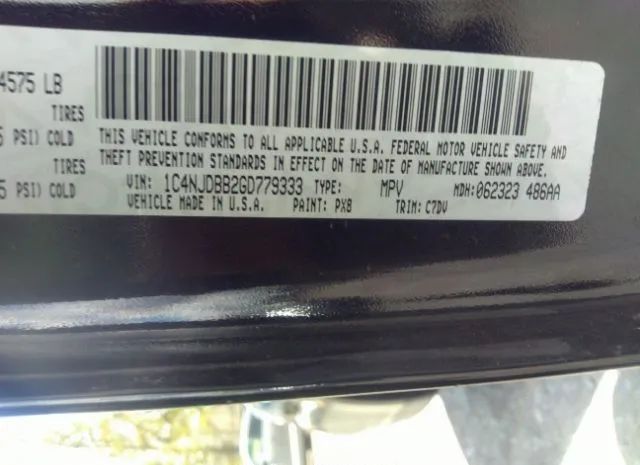 4575 LB
TIRES
PSI) COLD
TIRES
5 PSI) COLD
THIS VEHICLE CONFORMS TO ALL APPLICABLE U.S.A. FEDERAL MOTOR VEHICLE SAFETY AND
THEFT PREVENTION STANDARDS IN EFFECT ON THE DATE OF MANUFACTURE SHOWN ABOVE.
VIN: 1C4NJDBB2GD779333 TYPE: MPV MDH:062323 486AA
VEHICLE MADE IN U.S.A. PAINT: PX8 TRIM: C7DV